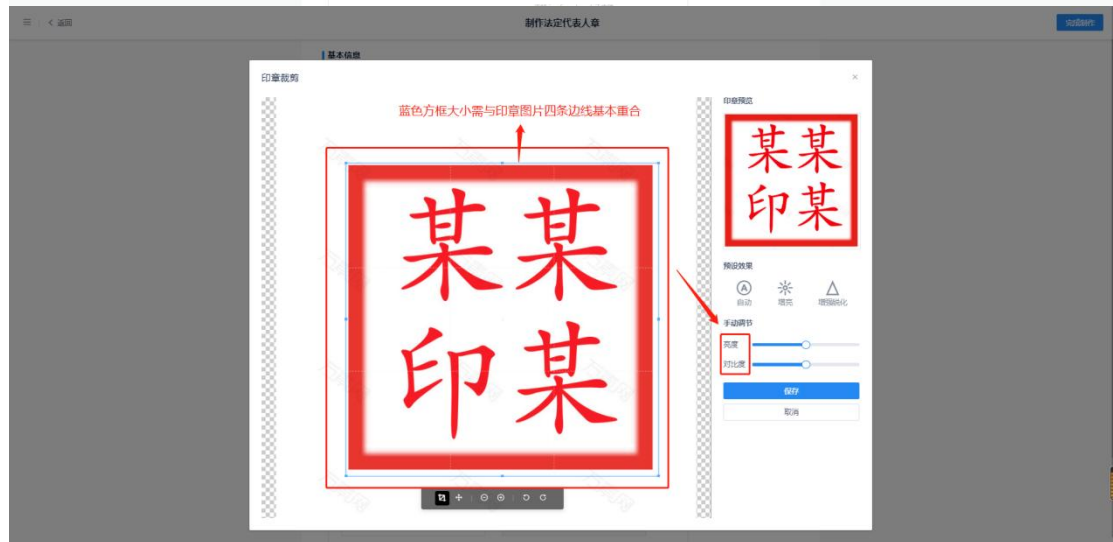 返回
制作法定代表人章
完成制作
基本信息
印章裁剪
×
蓝色方框大小需与印章图片四条边线基本重合
某某
印某
印章预览
某某
印某
预设效果
自动
增亮
增强锐化
手动调节
亮度
对比度
保存
取消